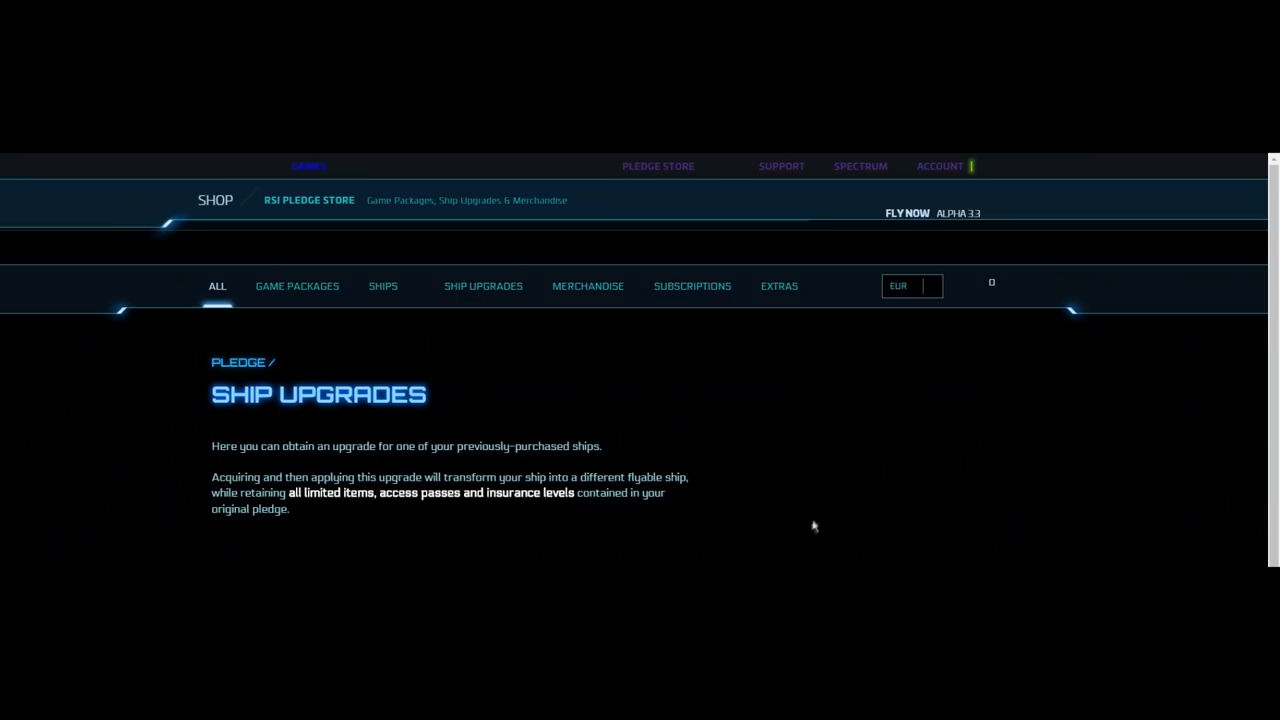 GAMES PLEDGE STORE SUPPORT SPECTRUM ACCOUNT
SHOP RSI PLEDGE STORE Game Packages, Ship Upgrades & Merchandise
FLY NOW ALPHA 3.3
ALL GAME PACKAGES SHIPS SHIP UPGRADES MERCHANDISE SUBSCRIPTIONS EXTRAS EUR 0
PLEDGE /
SHIP UPGRADES
Here you can obtain an upgrade for one of your previously-purchased ships.
Acquiring and then applying this upgrade will transform your ship into a different flyable ship,
while retaining all limited items, access passes and insurance levels contained in your
original pledge.